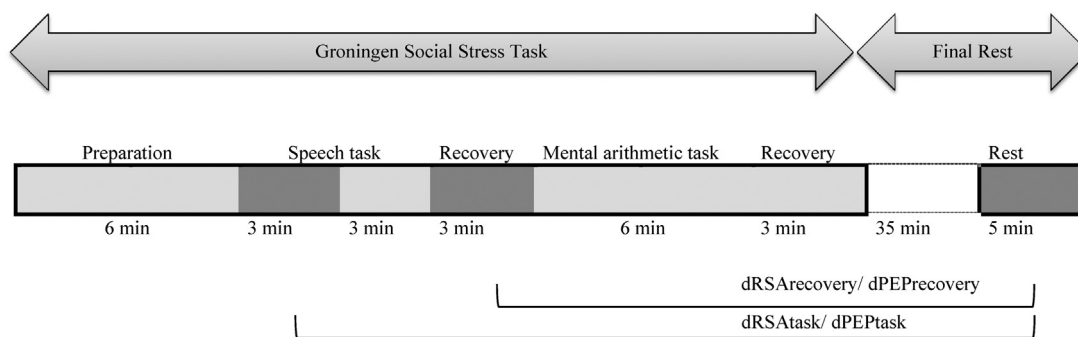 Groningen Social Stress Task Final Rest
Preparation Speech task Recovery Mental arithmetic task Recovery Rest
6 min 3 min 3 min 3 min 6 min 3 min 35 min 5 min
dRSArecovery/ dPEPrecovery
dRSAtask/ dPEPtask